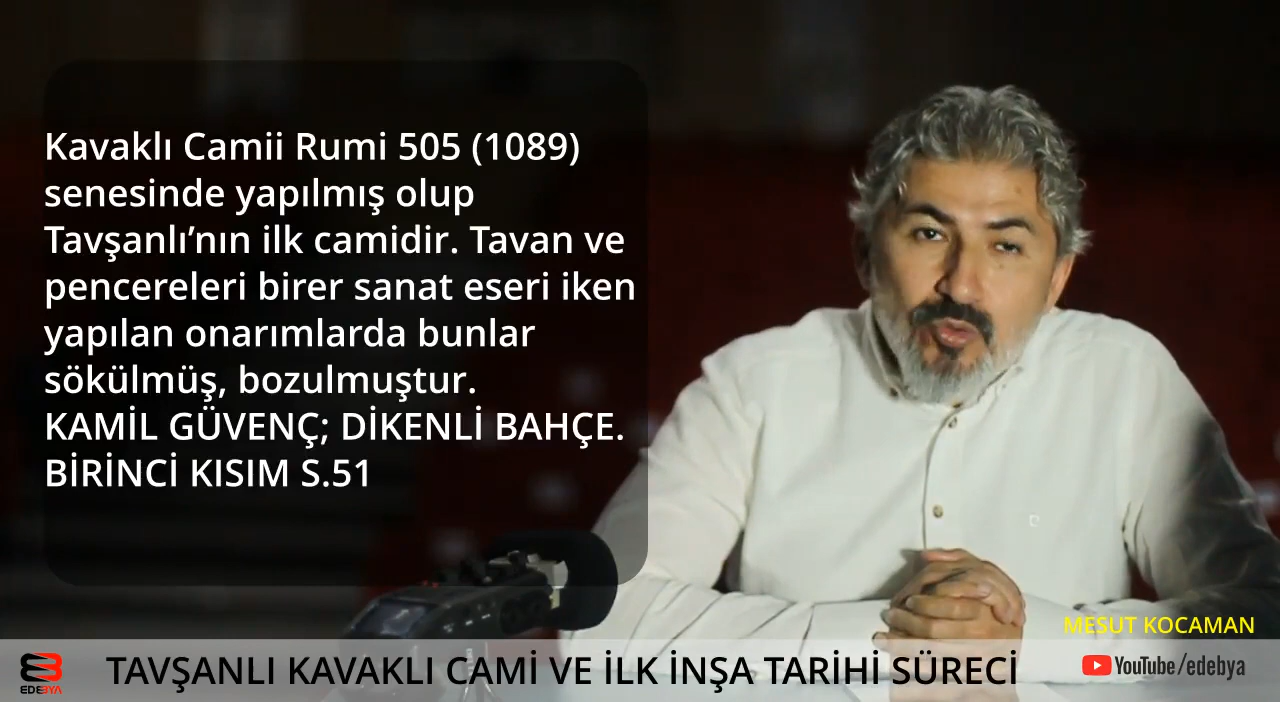 Kavaklı Camii Rumi 505 (1089)
senesinde yapılmış olup
Tavşanlı’nın ilk camidir. Tavan ve
pencereleri birer sanat eseri iken
yapılan onarımlarda bunlar
sökülmüş, bozulmuştur.
KAMİL GÜVENÇ; DİKENLİ BAHÇE.
BİRİNCİ KISIM S.51
MESUT KOCAMAN
EDEBYA
TAVŞANLI KAVAKLI CAMİ VE İLK İNŞA TARİHİ SÜRECİ
YouTube/edebya